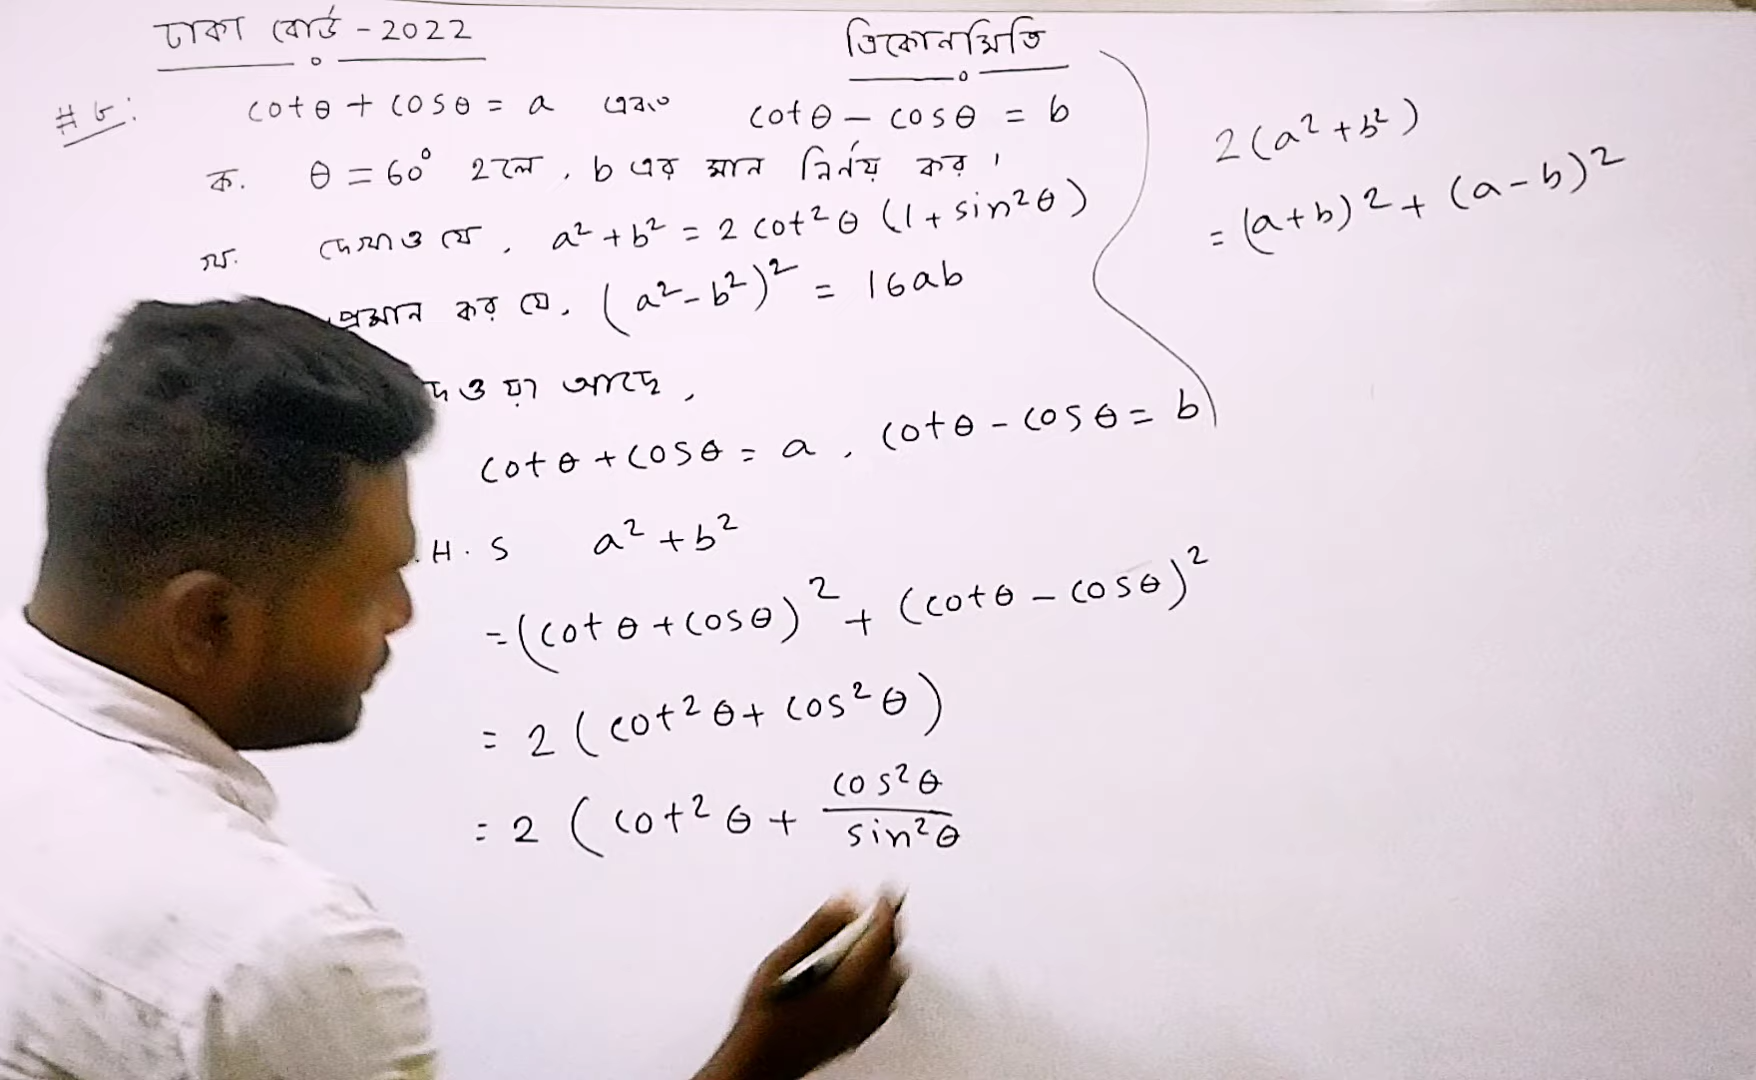 ঢাকা বোর্ড - 2022
ত্রিকোনমিতি
# ৮: cotθ + cosθ = a এবং cotθ − cosθ = b
ক. θ = 60° হলে, b এর মান নির্ণয় কর।
খ. দেখাও যে, a² + b² = 2 cot²θ (1 + sin²θ)
প্রমান কর যে, (a² − b²)² = 16ab
দেওয়া আছে,
cotθ + cosθ = a, cotθ − cosθ = b
.H.S a² + b²
= (cotθ + cosθ)² + (cotθ − cosθ)²
= 2 (cot²θ + cos²θ)
= 2 (cot²θ + cos²θ/sin²θ
2(a² + b²)
= (a+b)² + (a−b)²